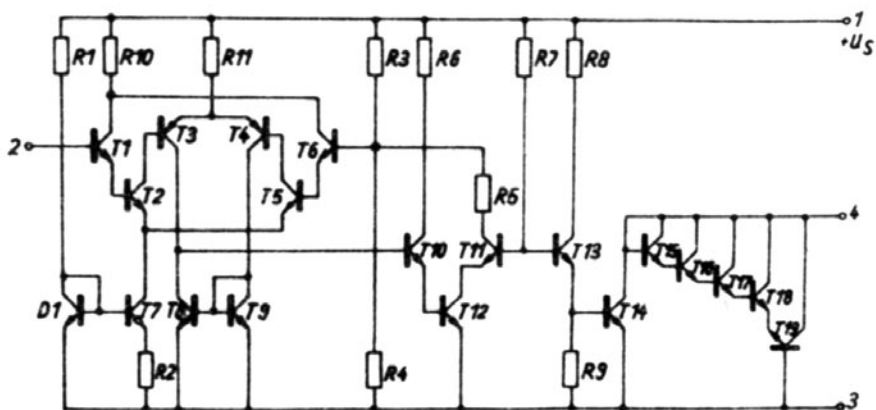 1
R1 R10 R11 R3 R6 R7 R8 +U_S
2 T1 T3 T4 T6
T2 T5 R5 4
T10 T11 T13 T15 T16 T17 T18
D1 T7 T8 T9 T12 T14 T19
R2 R4 R9
3